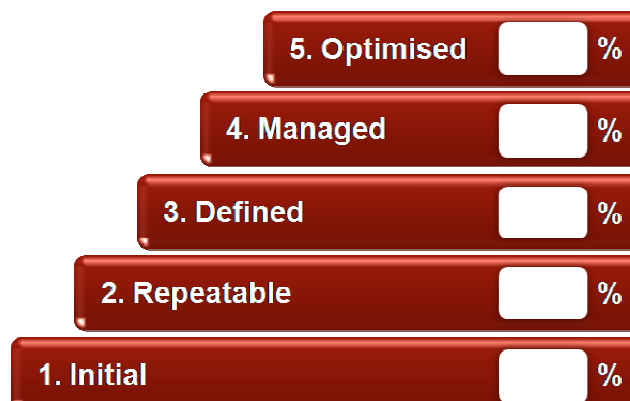 5. Optimised %
4. Managed %
3. Defined %
2. Repeatable %
1. Initial %